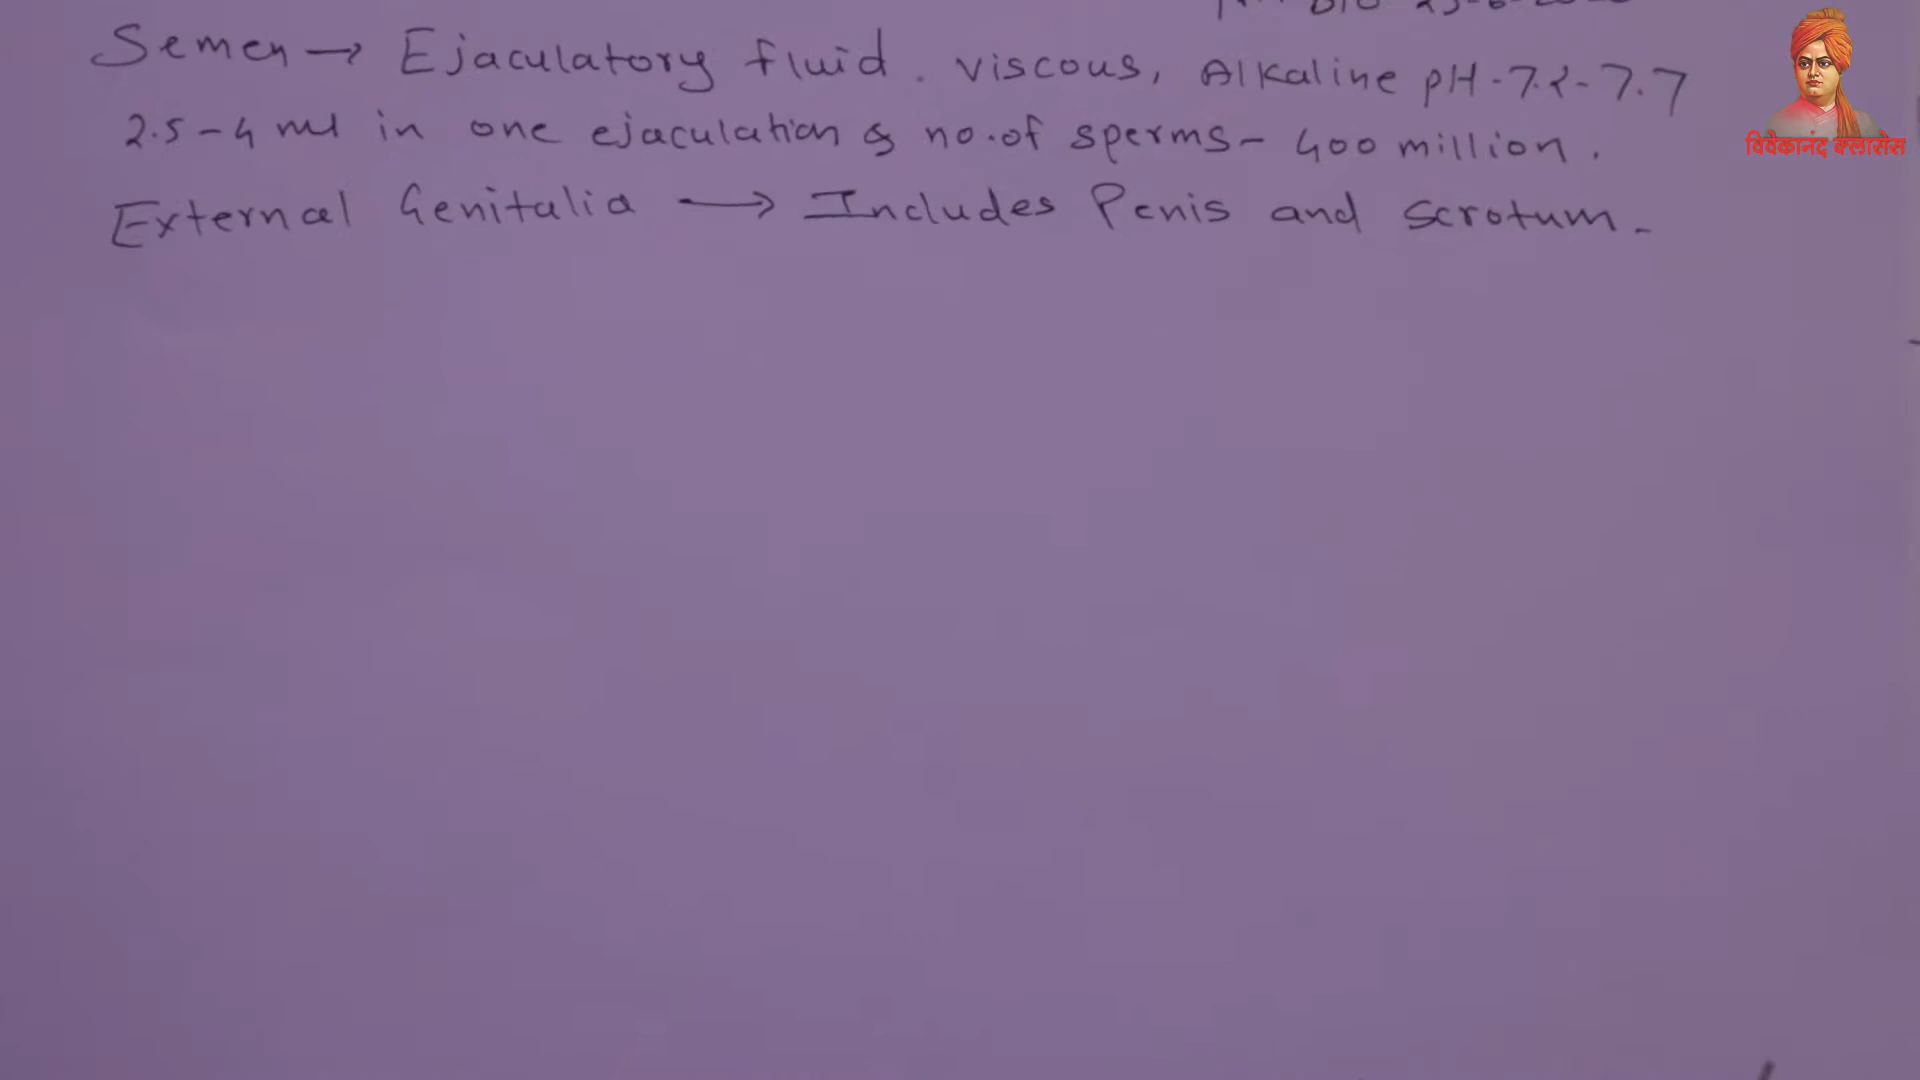 Semen → Ejaculatory fluid. viscous, Alkaline pH-7.2-7.7
2.5-4 ml in one ejaculation & no.of sperms- 400 million.
External Genitalia → Includes Penis and scrotum.
विवेकानंद क्लासेस